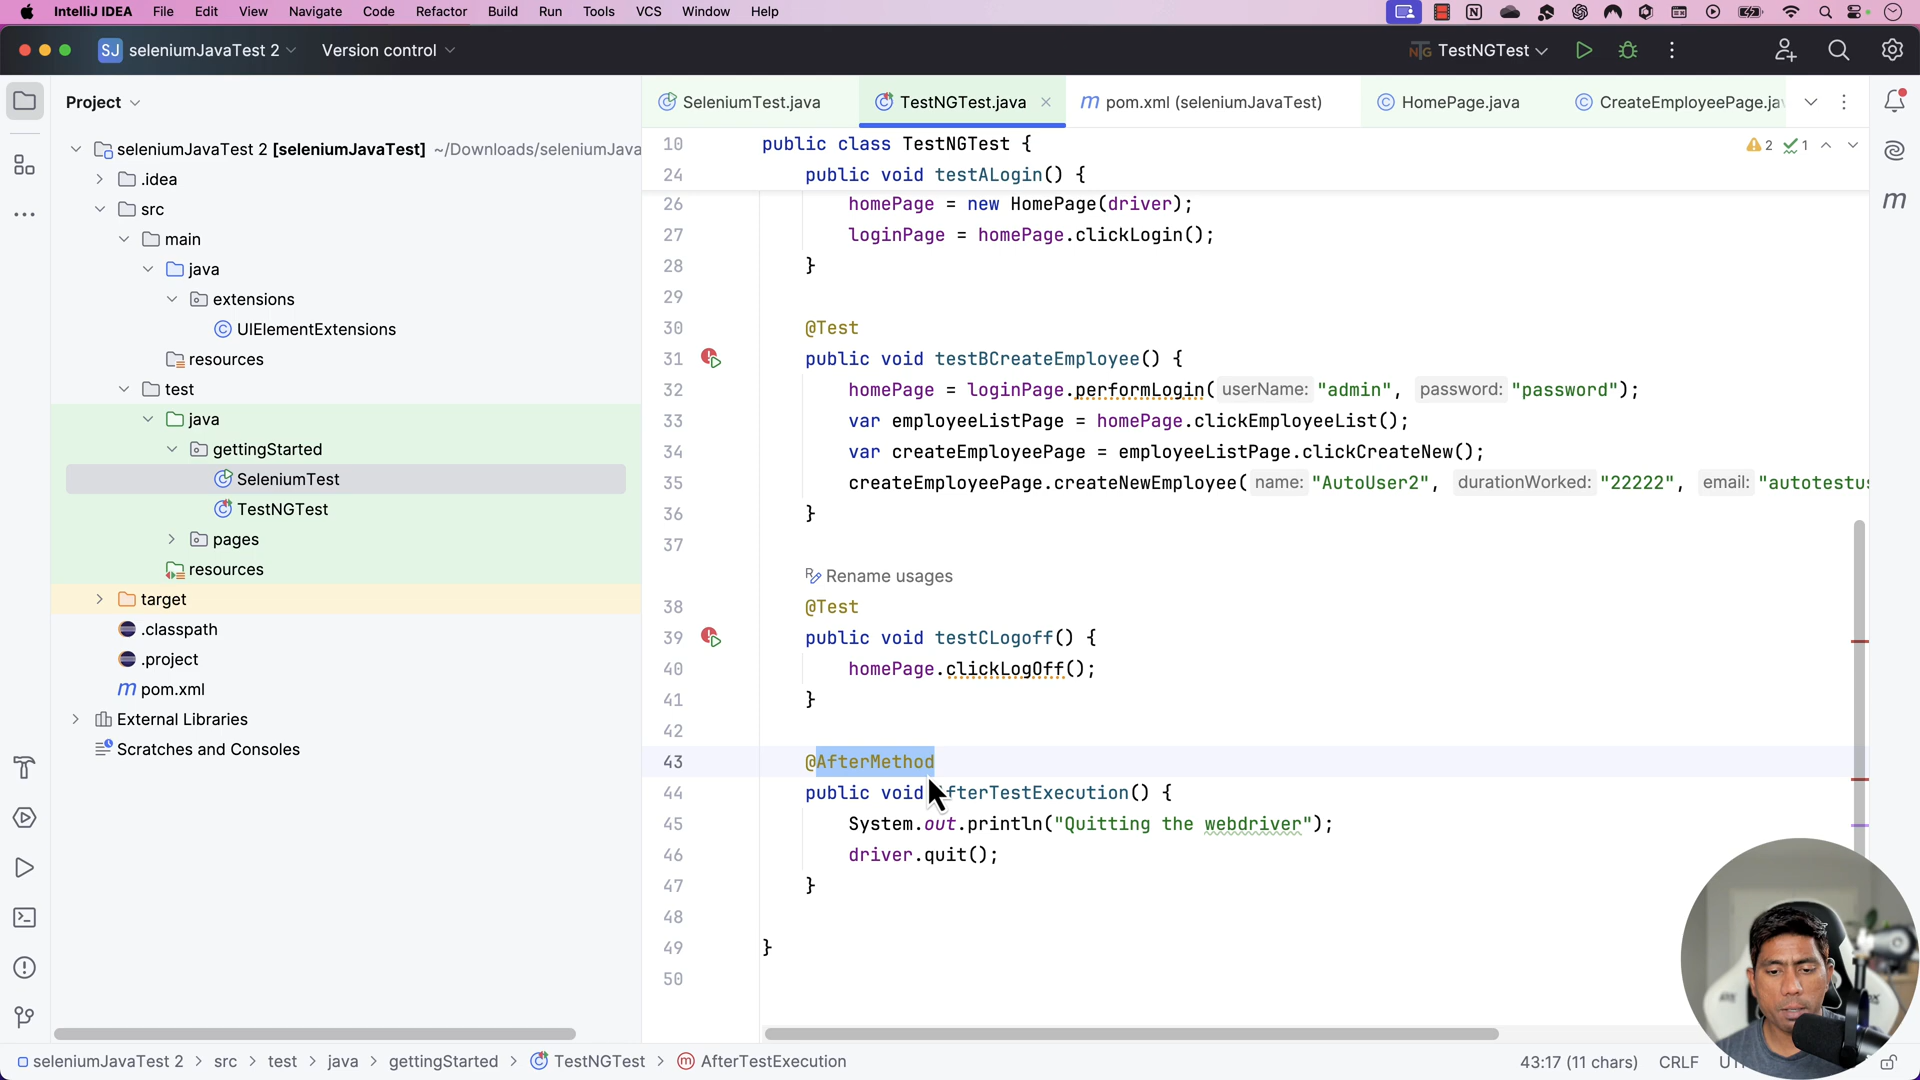 IntelliJ IDEA File Edit View Navigate Code Refactor Build Run Tools VCS Window Help
SJ seleniumJavaTest 2 Version control TestNGTest
Project
SeleniumTest.java TestNGTest.java pom.xml (seleniumJavaTest) HomePage.java CreateEmployeePage.ja
seleniumJavaTest 2 [seleniumJavaTest] ~/Downloads/seleniumJava
.idea
src
main
java
extensions
UIElementExtensions
resources
test
java
gettingStarted
SeleniumTest
TestNGTest
pages
resources
target
.classpath
.project
pom.xml
External Libraries
Scratches and Consoles
10 public class TestNGTest {
2 1
24 public void testALogin() {
26 homePage = new HomePage(driver);
27 loginPage = homePage.clickLogin();
28 }
29
30 @Test
31 public void testBCreateEmployee() {
32 homePage = loginPage.performLogin( userName: "admin", password: "password");
33 var employeeListPage = homePage.clickEmployeeList();
34 var createEmployeePage = employeeListPage.clickCreateNew();
35 createEmployeePage.createNewEmployee( name: "AutoUser2", durationWorked: "22222", email: "autotestus
36 }
37
Rename usages
38 @Test
39 public void testCLogoff() {
40 homePage.clickLogOff();
41 }
42
43 @AfterMethod
44 public void fterTestExecution() {
45 System.out.println("Quitting the webdriver");
46 driver.quit();
47 }
48
49 }
50
seleniumJavaTest 2 > src > test > java > gettingStarted > TestNGTest > AfterTestExecution
43:17 (11 chars) CRLF